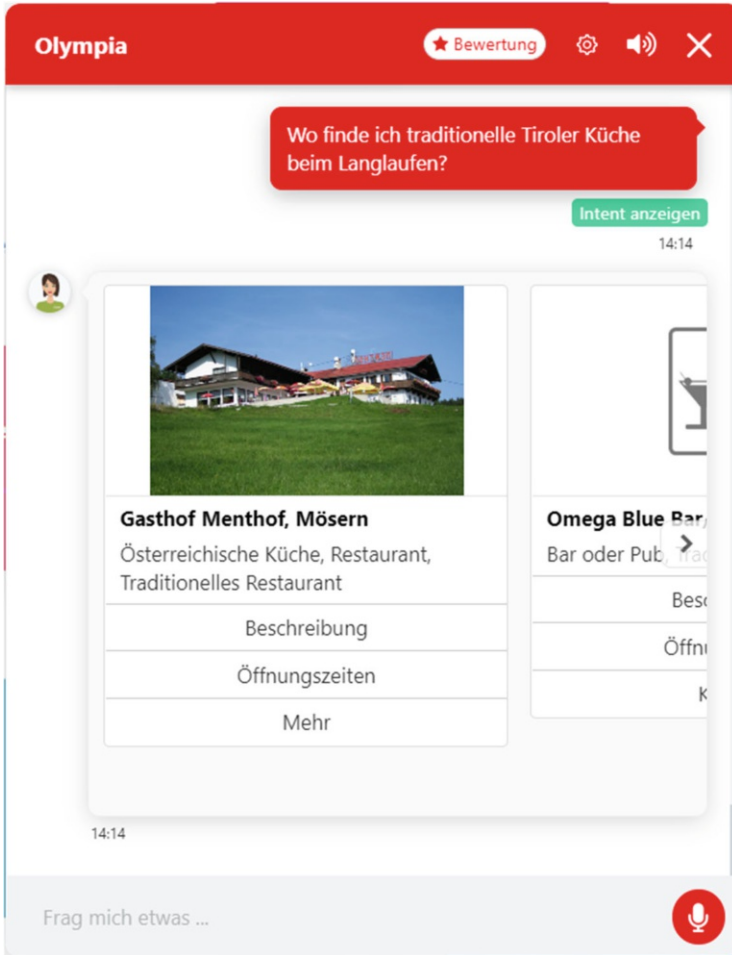 Olympia
Bewertung
Wo finde ich traditionelle Tiroler Küche
beim Langlaufen?
Intent anzeigen
14:14
Gasthof Menthof, Mösern
Österreichische Küche, Restaurant,
Traditionelles Restaurant
Beschreibung
Öffnungszeiten
Mehr
Omega Blue Bar,
Bar oder Pub,
14:14
Frag mich etwas ...